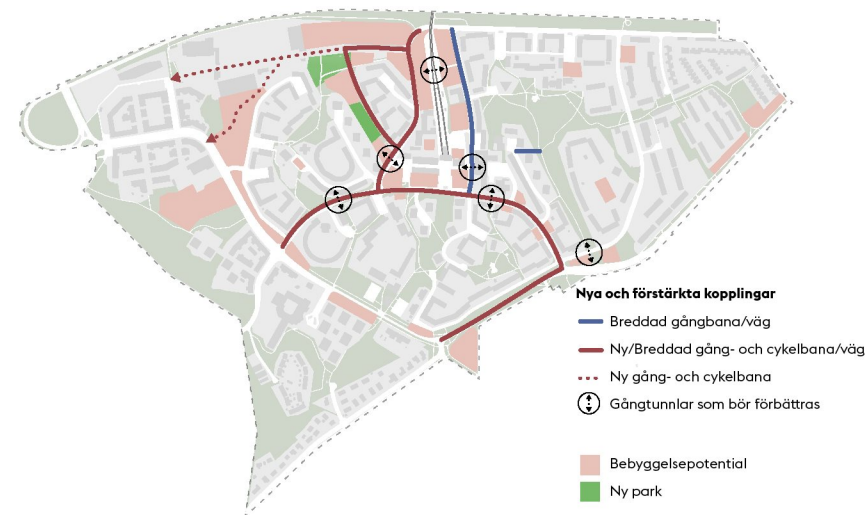 Nya och förstärkta kopplingar
Breddad gångbana/väg
Ny/Breddad gång- och cykelbana/väg
Ny gång- och cykelbana
Gångtunnlar som bör förbättras
Bebyggelsepotential
Ny park